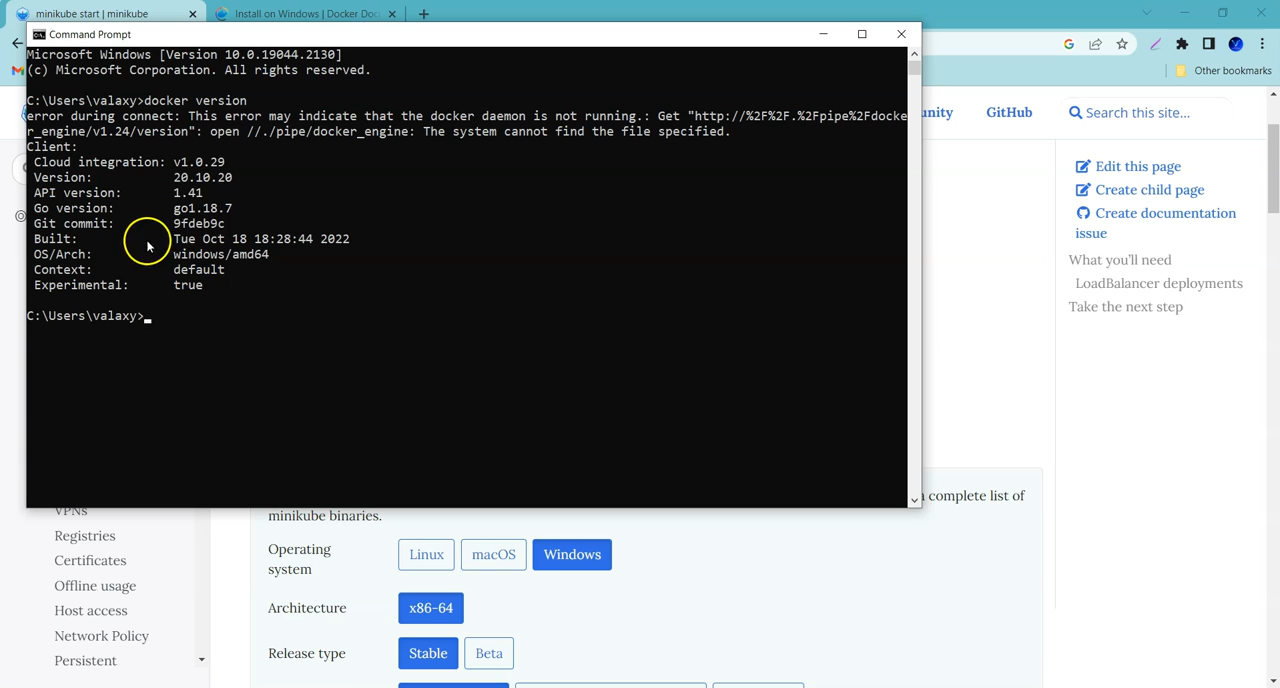 minikube start | minikube
Install on Windows | Docker Doc
Other bookmarks
Command Prompt
Microsoft Windows [Version 10.0.19044.2130]
(c) Microsoft Corporation. All rights reserved.
C:\Users\valaxy>docker version
error during connect: This error may indicate that the docker daemon is not running.: Get "http://%2F%2F.%2Fpipe%2Fdocke
r_engine/v1.24/version": open //./pipe/docker_engine: The system cannot find the file specified.
Client:
Cloud integration: v1.0.29
Version: 20.10.20
API version: 1.41
Go version: go1.18.7
Git commit: 9fdeb9c
Built: Tue Oct 18 18:28:44 2022
OS/Arch: windows/amd64
Context: default
Experimental: true
C:\Users\valaxy>
unity GitHub Search this site...
Edit this page
Create child page
Create documentation
issue
What you’ll need
LoadBalancer deployments
Take the next step
VPNs
Registries
Certificates
Offline usage
Host access
Network Policy
Persistent
a complete list of
minikube binaries.
Operating
system
Linux macOS Windows
Architecture x86-64
Release type Stable Beta